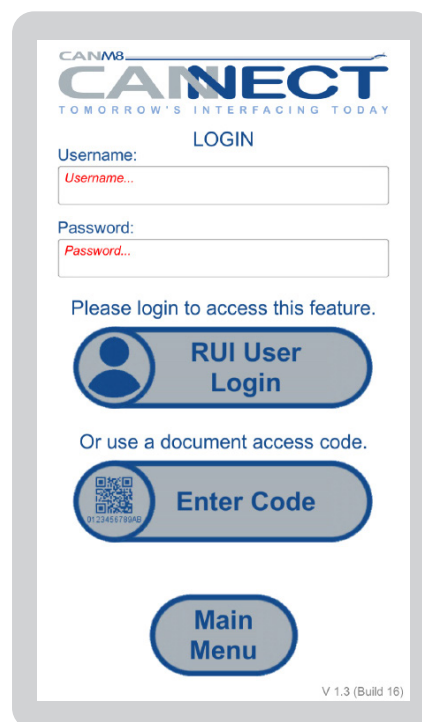 CANM8
CANNECT
TOMORROW'S INTERFACING TODAY
LOGIN
Username:
Username...
Password:
Password...
Please login to access this feature.
RUI User
Login
Or use a document access code.
0123456789AB
Enter Code
Main
Menu
V 1.3 (Build 16)